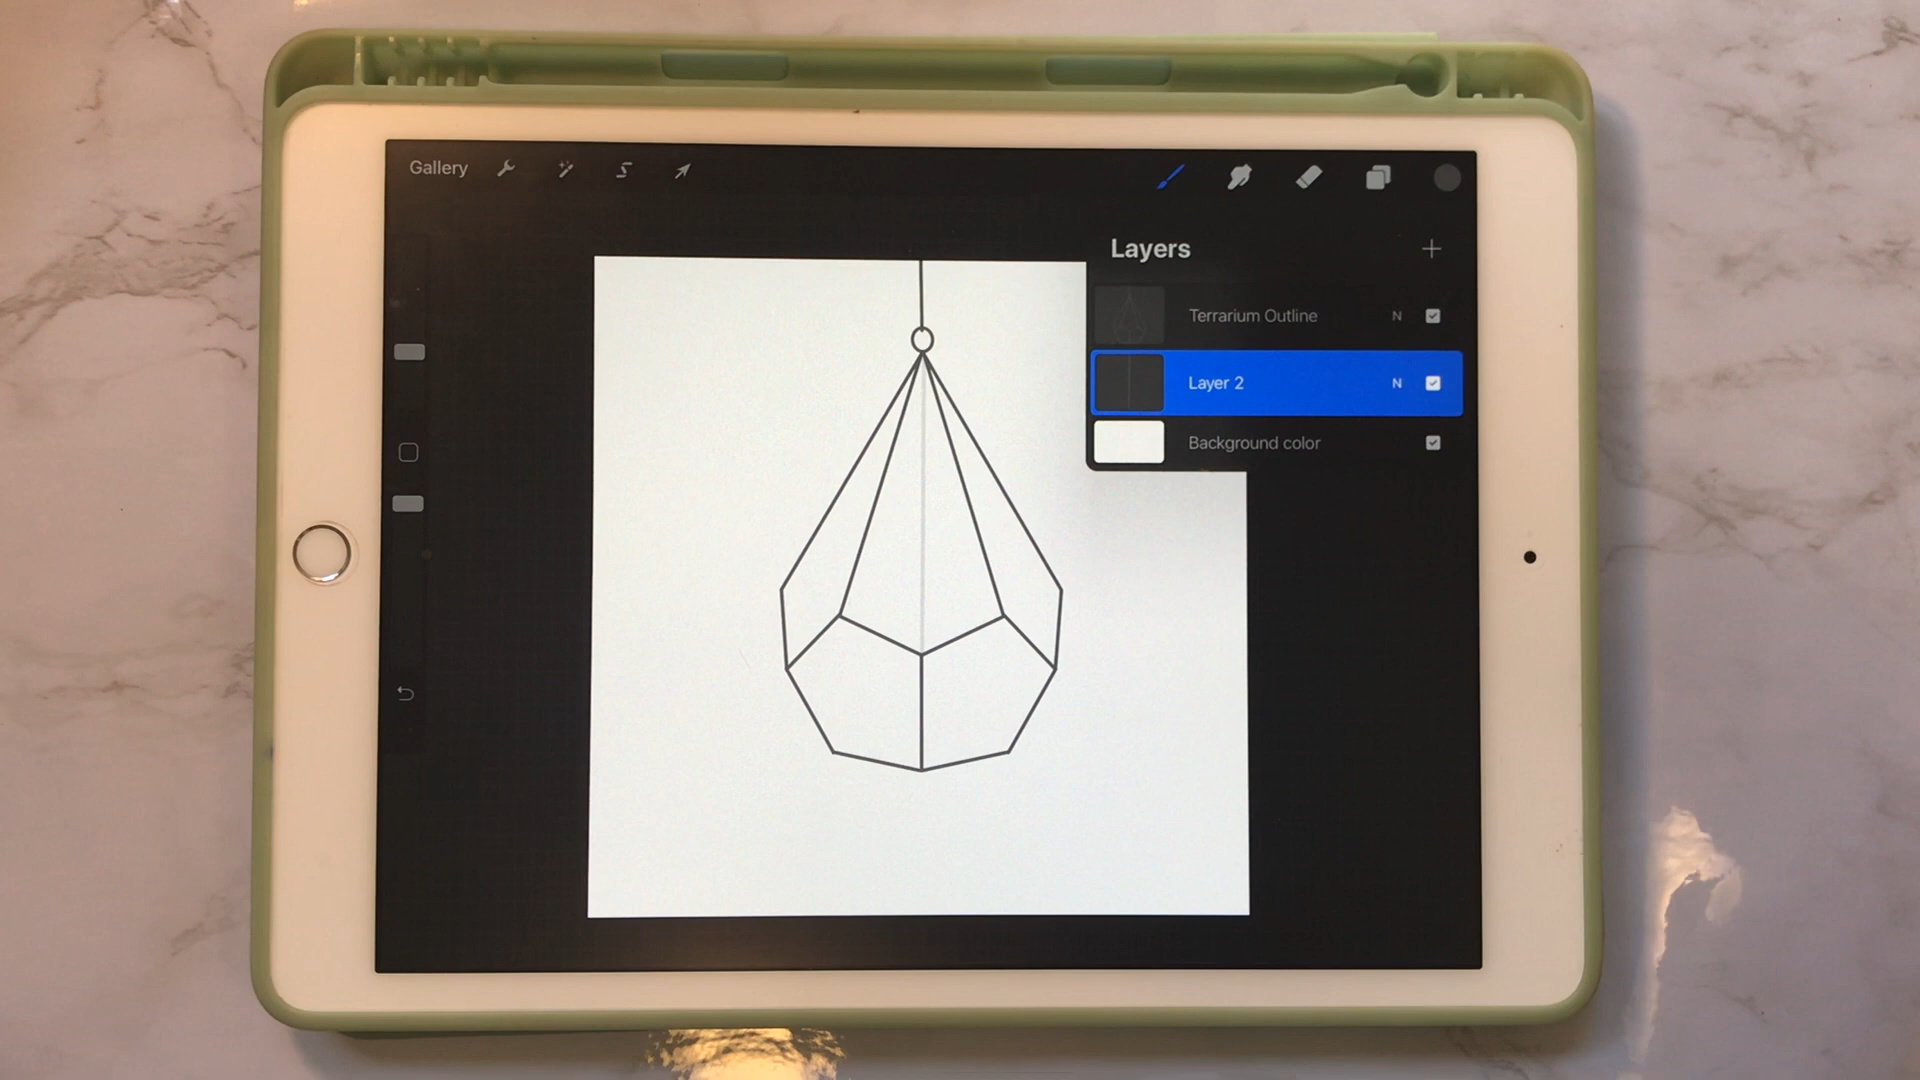 Gallery
Layers
Terrarium Outline N
Layer 2 N
Background color